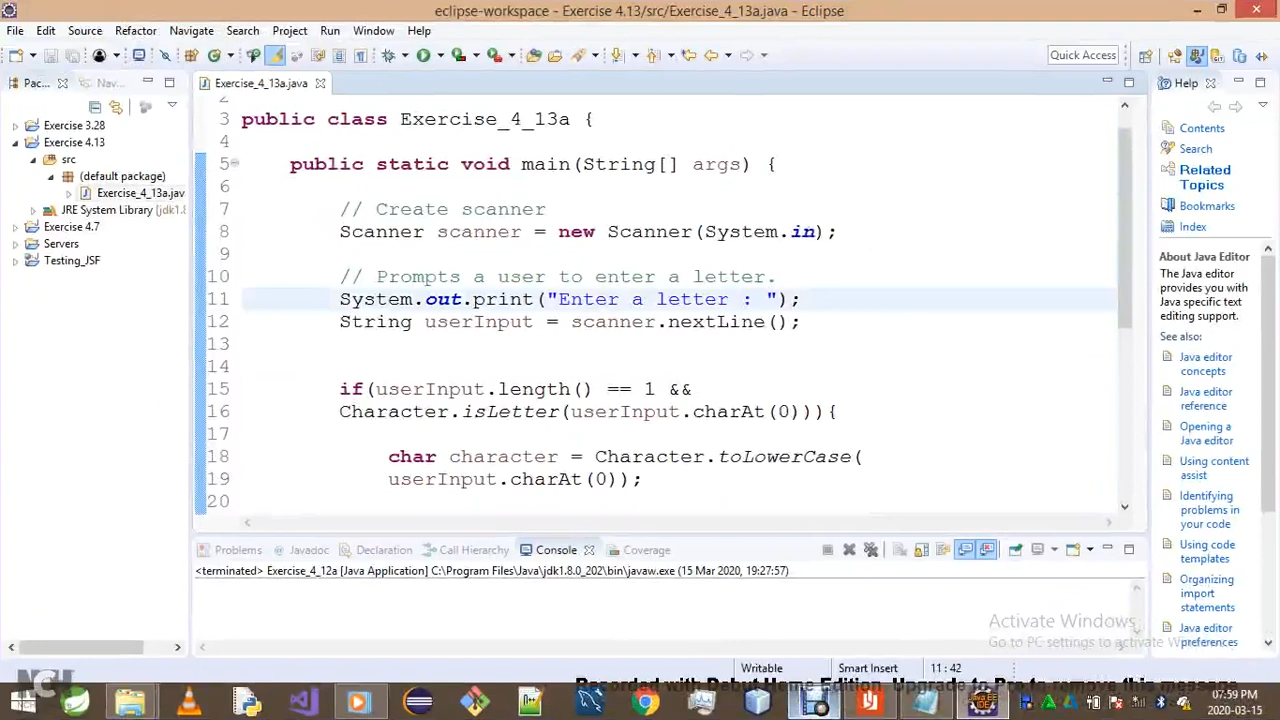 eclipse-workspace - Exercise 4.13/src/Exercise_4_13a.java - Eclipse
File Edit Source Refactor Navigate Search Project Run Window Help
Quick Access
Pac... Nav...
Exercise 3.28
Exercise 4.13
src
(default package)
Exercise_4_13a.jav
JRE System Library [jdk1.8
Exercise 4.7
Servers
Testing_JSF
Exercise_4_13a.java
2
3 public class Exercise_4_13a {
4
5 public static void main(String[] args) {
6
7 // Create scanner
8 Scanner scanner = new Scanner(System.in);
9
10 // Prompts a user to enter a letter.
11 System.out.print("Enter a letter : ");
12 String userInput = scanner.nextLine();
13
14
15 if(userInput.length() == 1 &&
16 Character.isLetter(userInput.charAt(0))){
17
18 char character = Character.toLowerCase(
19 userInput.charAt(0));
20
Help
Contents
Search
Related
Topics
Bookmarks
Index
About Java Editor
The Java editor
provides you with
Java specific text
editing support.
See also:
Java editor
concepts
Java editor
reference
Opening a
Java editor
Using content
assist
Identifying
problems in
your code
Using code
templates
Organizing
import
statements
Java editor
preferences
Problems Javadoc Declaration Call Hierarchy Console Coverage
<terminated> Exercise_4_12a [Java Application] C:\Program Files\Java\jdk1.8.0_202\bin\javaw.exe (15 Mar 2020, 19:27:57)
Activate Windows
Go to PC settings to activate
Writable Smart Insert 11 : 42
NCH
Recorded with Debut Home Edition. Upgrade to Pro to remove this message
07:59 PM
2020-03-15